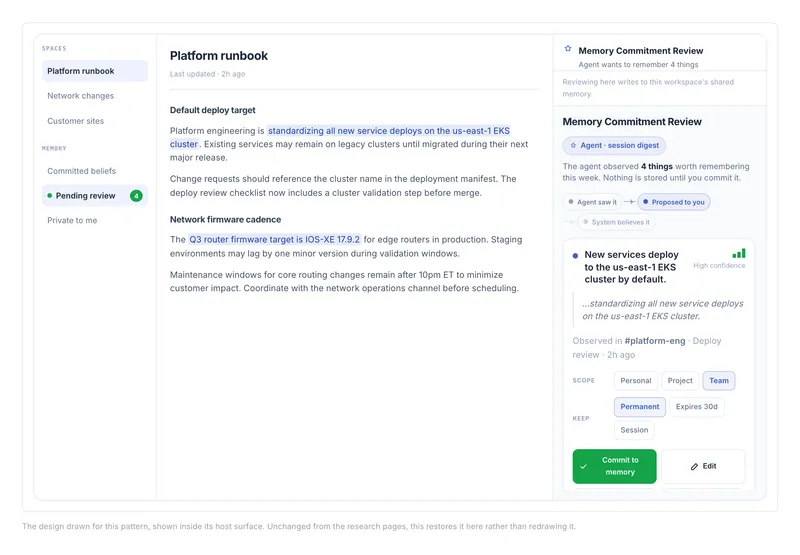 SPACES
Platform runbook
Network changes
Customer sites
MEMORY
Committed beliefs
Pending review 4
Private to me
Platform runbook
Last updated · 2h ago
Default deploy target
Platform engineering is standardizing all new service deploys on the us-east-1 EKS
cluster. Existing services may remain on legacy clusters until migrated during their next
major release.
Change requests should reference the cluster name in the deployment manifest. The
deploy review checklist now includes a cluster validation step before merge.
Network firmware cadence
The Q3 router firmware target is IOS-XE 17.9.2 for edge routers in production. Staging
environments may lag by one minor version during validation windows.
Maintenance windows for core routing changes remain after 10pm ET to minimize
customer impact. Coordinate with the network operations channel before scheduling.
Memory Commitment Review
Agent wants to remember 4 things
Reviewing here writes to this workspace's shared
memory.
Memory Commitment Review
Agent · session digest
The agent observed 4 things worth remembering
this week. Nothing is stored until you commit it.
Agent saw it
Proposed to you
System believes it
New services deploy
to the us-east-1 EKS
cluster by default.
High confidence
...standardizing all new service deploys
on the us-east-1 EKS cluster.
Observed in #platform-eng · Deploy
review · 2h ago
SCOPE
Personal
Project
Team
KEEP
Permanent
Expires 30d
Session
Commit to
memory
Edit
The design drawn for this pattern, shown inside its host surface. Unchanged from the research pages, this restores it here rather than redrawing it.